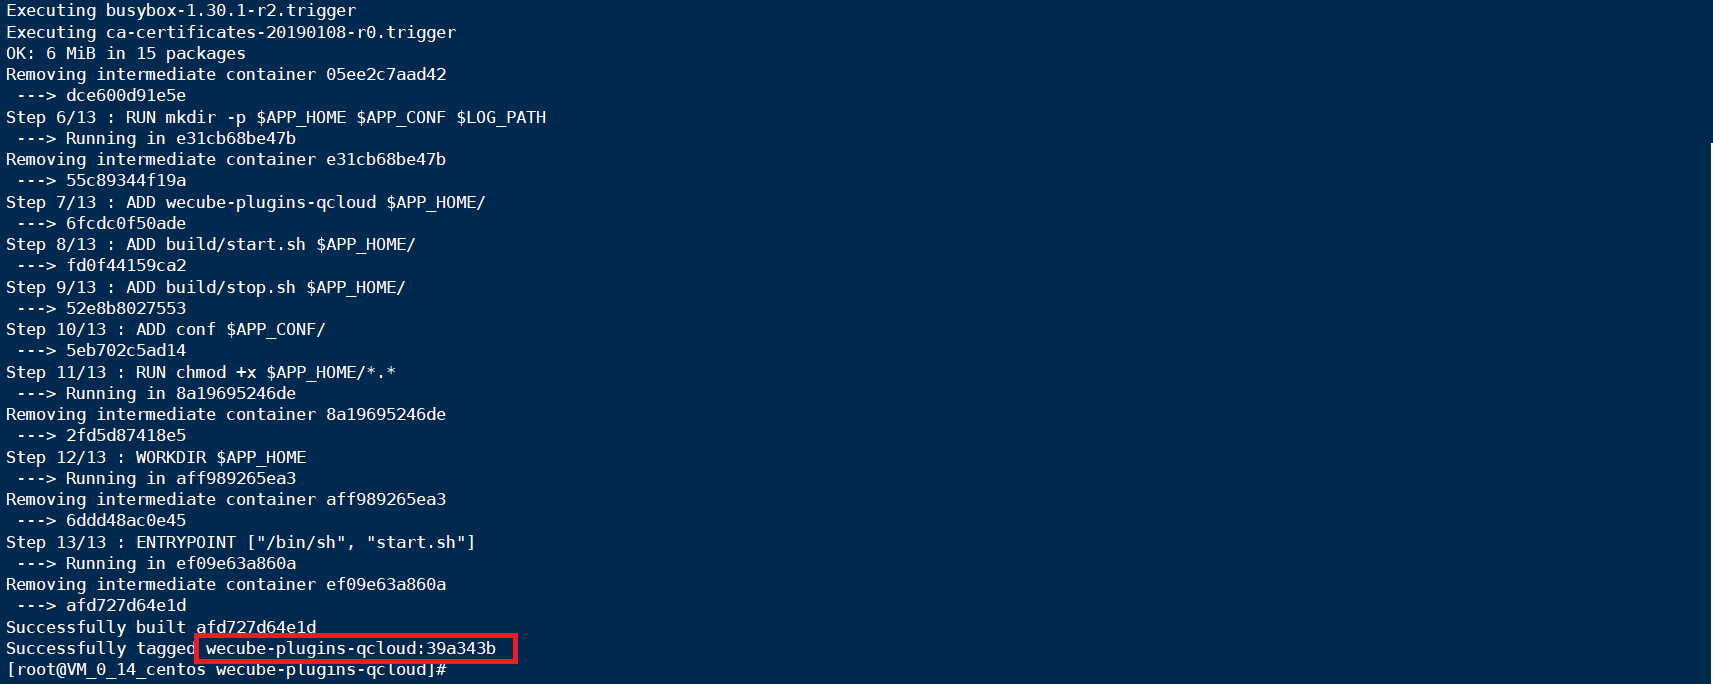 Executing busybox-1.30.1-r2.trigger
Executing ca-certificates-20190108-r0.trigger
OK: 6 MiB in 15 packages
Removing intermediate container 05ee2c7aad42
 ---> dce600d91e5e
Step 6/13 : RUN mkdir -p $APP_HOME $APP_CONF $LOG_PATH
 ---> Running in e31cb68be47b
Removing intermediate container e31cb68be47b
 ---> 55c89344f19a
Step 7/13 : ADD wecube-plugins-qcloud $APP_HOME/
 ---> 6fcdc0f50ade
Step 8/13 : ADD build/start.sh $APP_HOME/
 ---> fd0f44159ca2
Step 9/13 : ADD build/stop.sh $APP_HOME/
 ---> 52e8b8027553
Step 10/13 : ADD conf $APP_CONF/
 ---> 5eb702c5ad14
Step 11/13 : RUN chmod +x $APP_HOME/*.*
 ---> Running in 8a19695246de
Removing intermediate container 8a19695246de
 ---> 2fd5d87418e5
Step 12/13 : WORKDIR $APP_HOME
 ---> Running in aff989265ea3
Removing intermediate container aff989265ea3
 ---> 6ddd48ac0e45
Step 13/13 : ENTRYPOINT ["/bin/sh", "start.sh"]
 ---> Running in ef09e63a860a
Removing intermediate container ef09e63a860a
 ---> afd727d64e1d
Successfully built afd727d64e1d
Successfully tagged wecube-plugins-qcloud:39a343b
[root@VM_0_14_centos wecube-plugins-qcloud]#